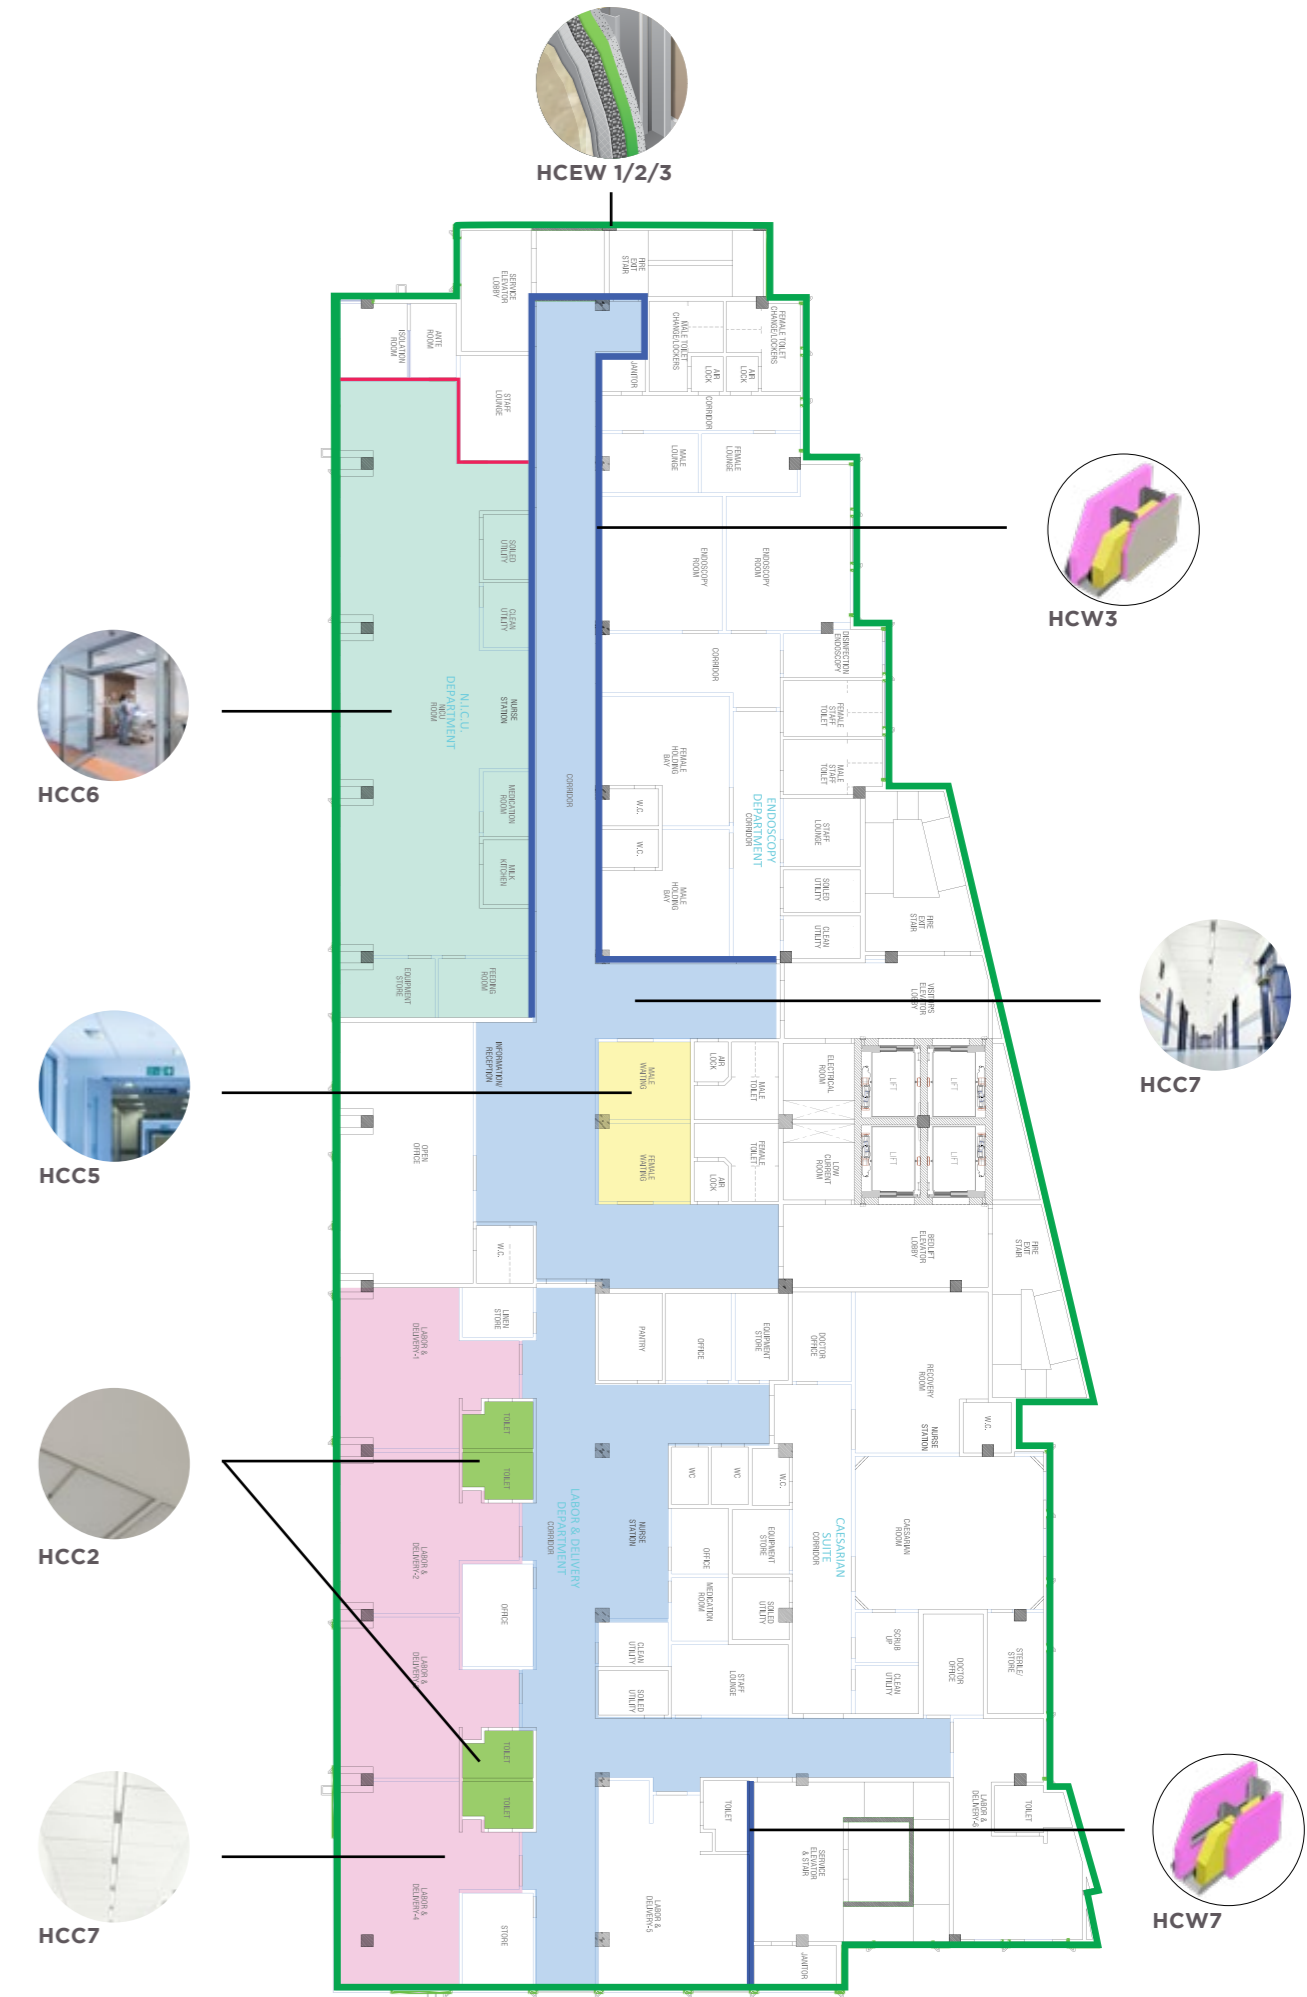 HCEW 1/2/3
SERVICE
ELEVATOR
LOBBY
FIRE
EXIT
STAIR
ANTE
ROOM
ISOLATION
ROOM
STAFF
LOUNGE
JANITOR
MALE TOILET
CHANGE/LOCKERS
FEMALE TOILET
CHANGE/LOCKERS
AIR
LOCK
AIR
LOCK
CORRIDOR
MALE
LOUNGE
FEMALE
LOUNGE
HCW3
SOILED
UTILITY
CLEAN
UTILITY
ENDOSCOPY
ROOM
ENDOSCOPY
ROOM
DISINFECTION
ENDOSCOPY
CORRIDOR
N.I.C.U.
DEPARTMENT
NICU
ROOM
NURSE
STATION
FEMALE
STAFF
TOILET
MALE
STAFF
TOILET
HCC6
FEMALE
HOLDING
BAY
CORRIDOR
MEDICATION
ROOM
MILK
KITCHEN
W.C.
W.C.
ENDOSCOPY
DEPARTMENT
CORRIDOR
STAFF
LOUNGE
SOILED
UTILITY
CLEAN
UTILITY
MALE
HOLDING
BAY
FIRE
EXIT
STAIR
EQUIPMENT
STORE
FEEDING
ROOM
VISITOR'S
ELEVATOR
LOBBY
HCC7
INFORMATION/
RECEPTION
MALE
WAITING
AIR
LOCK
MALE
TOILET
ELECTRICAL
ROOM
LIFT
LIFT
HCC5
OPEN
OFFICE
FEMALE
WAITING
FEMALE
TOILET
AIR
LOCK
LOW
CURRENT
ROOM
LIFT
LIFT
W.C.
BEDLIFT
ELEVATOR
LOBBY
FIRE
EXIT
STAIR
LINEN
STORE
LABOR &
DELIVERY-1
PANTRY
OFFICE
EQUIPMENT
STORE
DOCTOR
OFFICE
RECOVERY
ROOM
NURSE
STATION
W.C.
TOILET
TOILET
WC
WC
W.C.
HCC2
LABOR & DELIVERY
DEPARTMENT
CORRIDOR
NURSE
STATION
LABOR &
DELIVERY-2
OFFICE
OFFICE
EQUIPMENT
STORE
CAESARIAN
SUITE
CORRIDOR
CAESARIAN
ROOM
MEDICATION
ROOM
SOILED
UTILITY
CLEAN
UTILITY
SOILED
UTILITY
STAFF
LOUNGE
SCRUB
UP
CLEAN
UTILITY
DOCTOR
OFFICE
STERILE/
STORE
LABOR &
TOILET
TOILET
TOILET
LABOR &
DELIVERY-6
TOILET
HCW7
SERVICE
ELEVATOR
& STAIR
LABOR &
DELIVERY-4
STORE
LABOR &
DELIVERY-5
JANITOR
HCC7